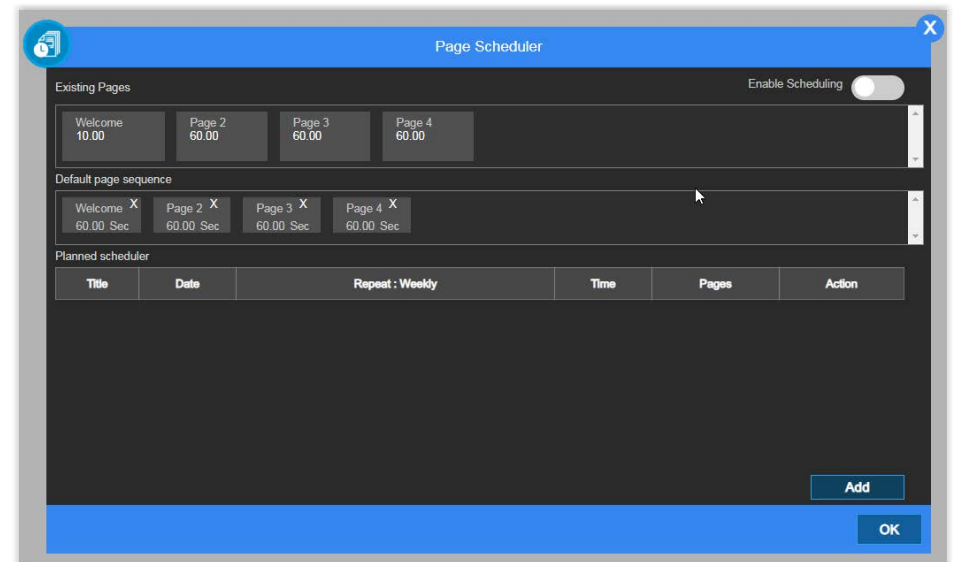 X
Page Scheduler
Existing Pages
Enable Scheduling
Welcome
10.00
Page 2
60.00
Page 3
60.00
Page 4
60.00
Default page sequence
Welcome X
60.00 Sec
Page 2 X
60.00 Sec
Page 3 X
60.00 Sec
Page 4 X
60.00 Sec
Planned scheduler
Title Date Repeat : Weekly Time Pages Action
Add
OK